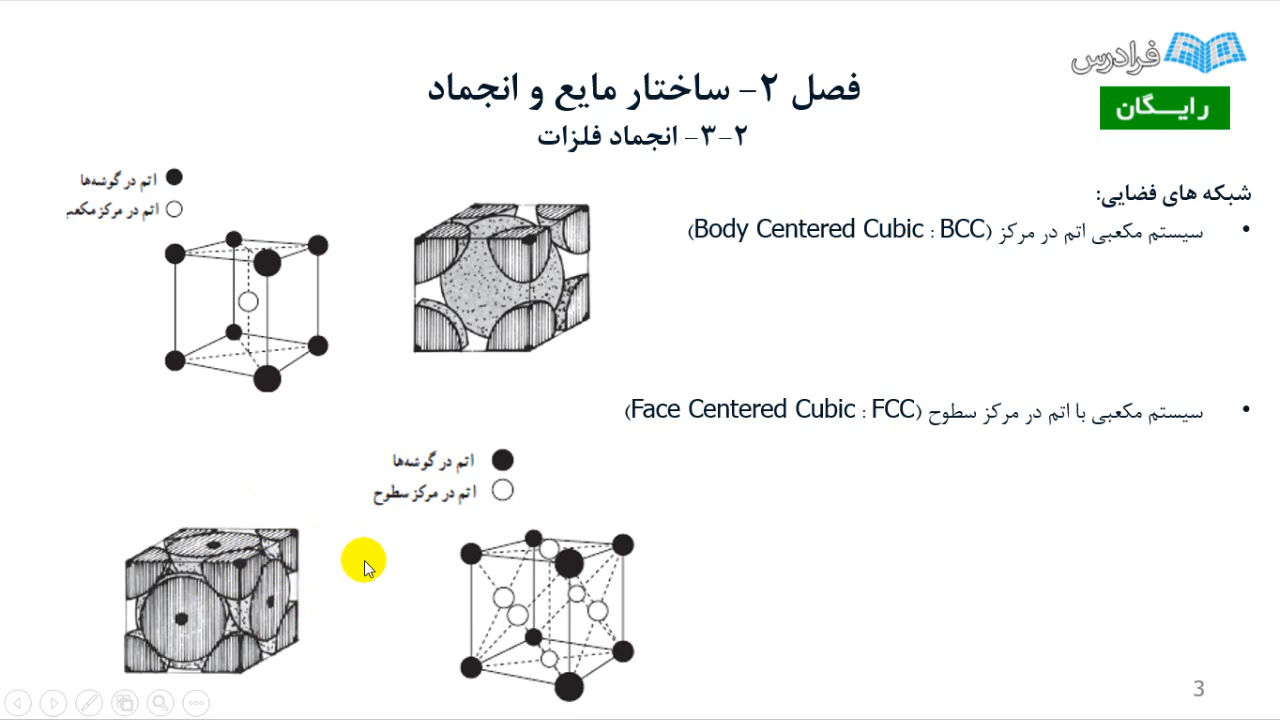 فرادرس
رایگان
فصل ۲- ساختار مایع و انجماد
۲-۳- انجماد فلزات
شبکه های فضایی:
• سیستم مکعبی اتم در مرکز (Body Centered Cubic : BCC)
اتم در گوشه‌ها
اتم در مرکز مکعب
• سیستم مکعبی با اتم در مرکز سطوح (Face Centered Cubic : FCC)
اتم در گوشه‌ها
اتم در مرکز سطوح
3